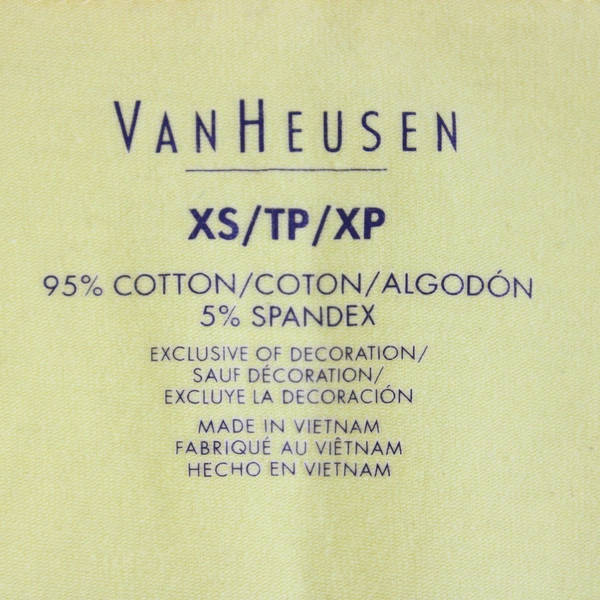 VANHEUSEN
XS/TP/XP
95% COTTON/COTON/ALGODÓN
5% SPANDEX
EXCLUSIVE OF DECORATION/
SAUF DÉCORATION/
EXCLUYE LA DECORACIÓN
MADE IN VIETNAM
FABRIQUÉ AU VIÊTNAM
HECHO EN VIETNAM